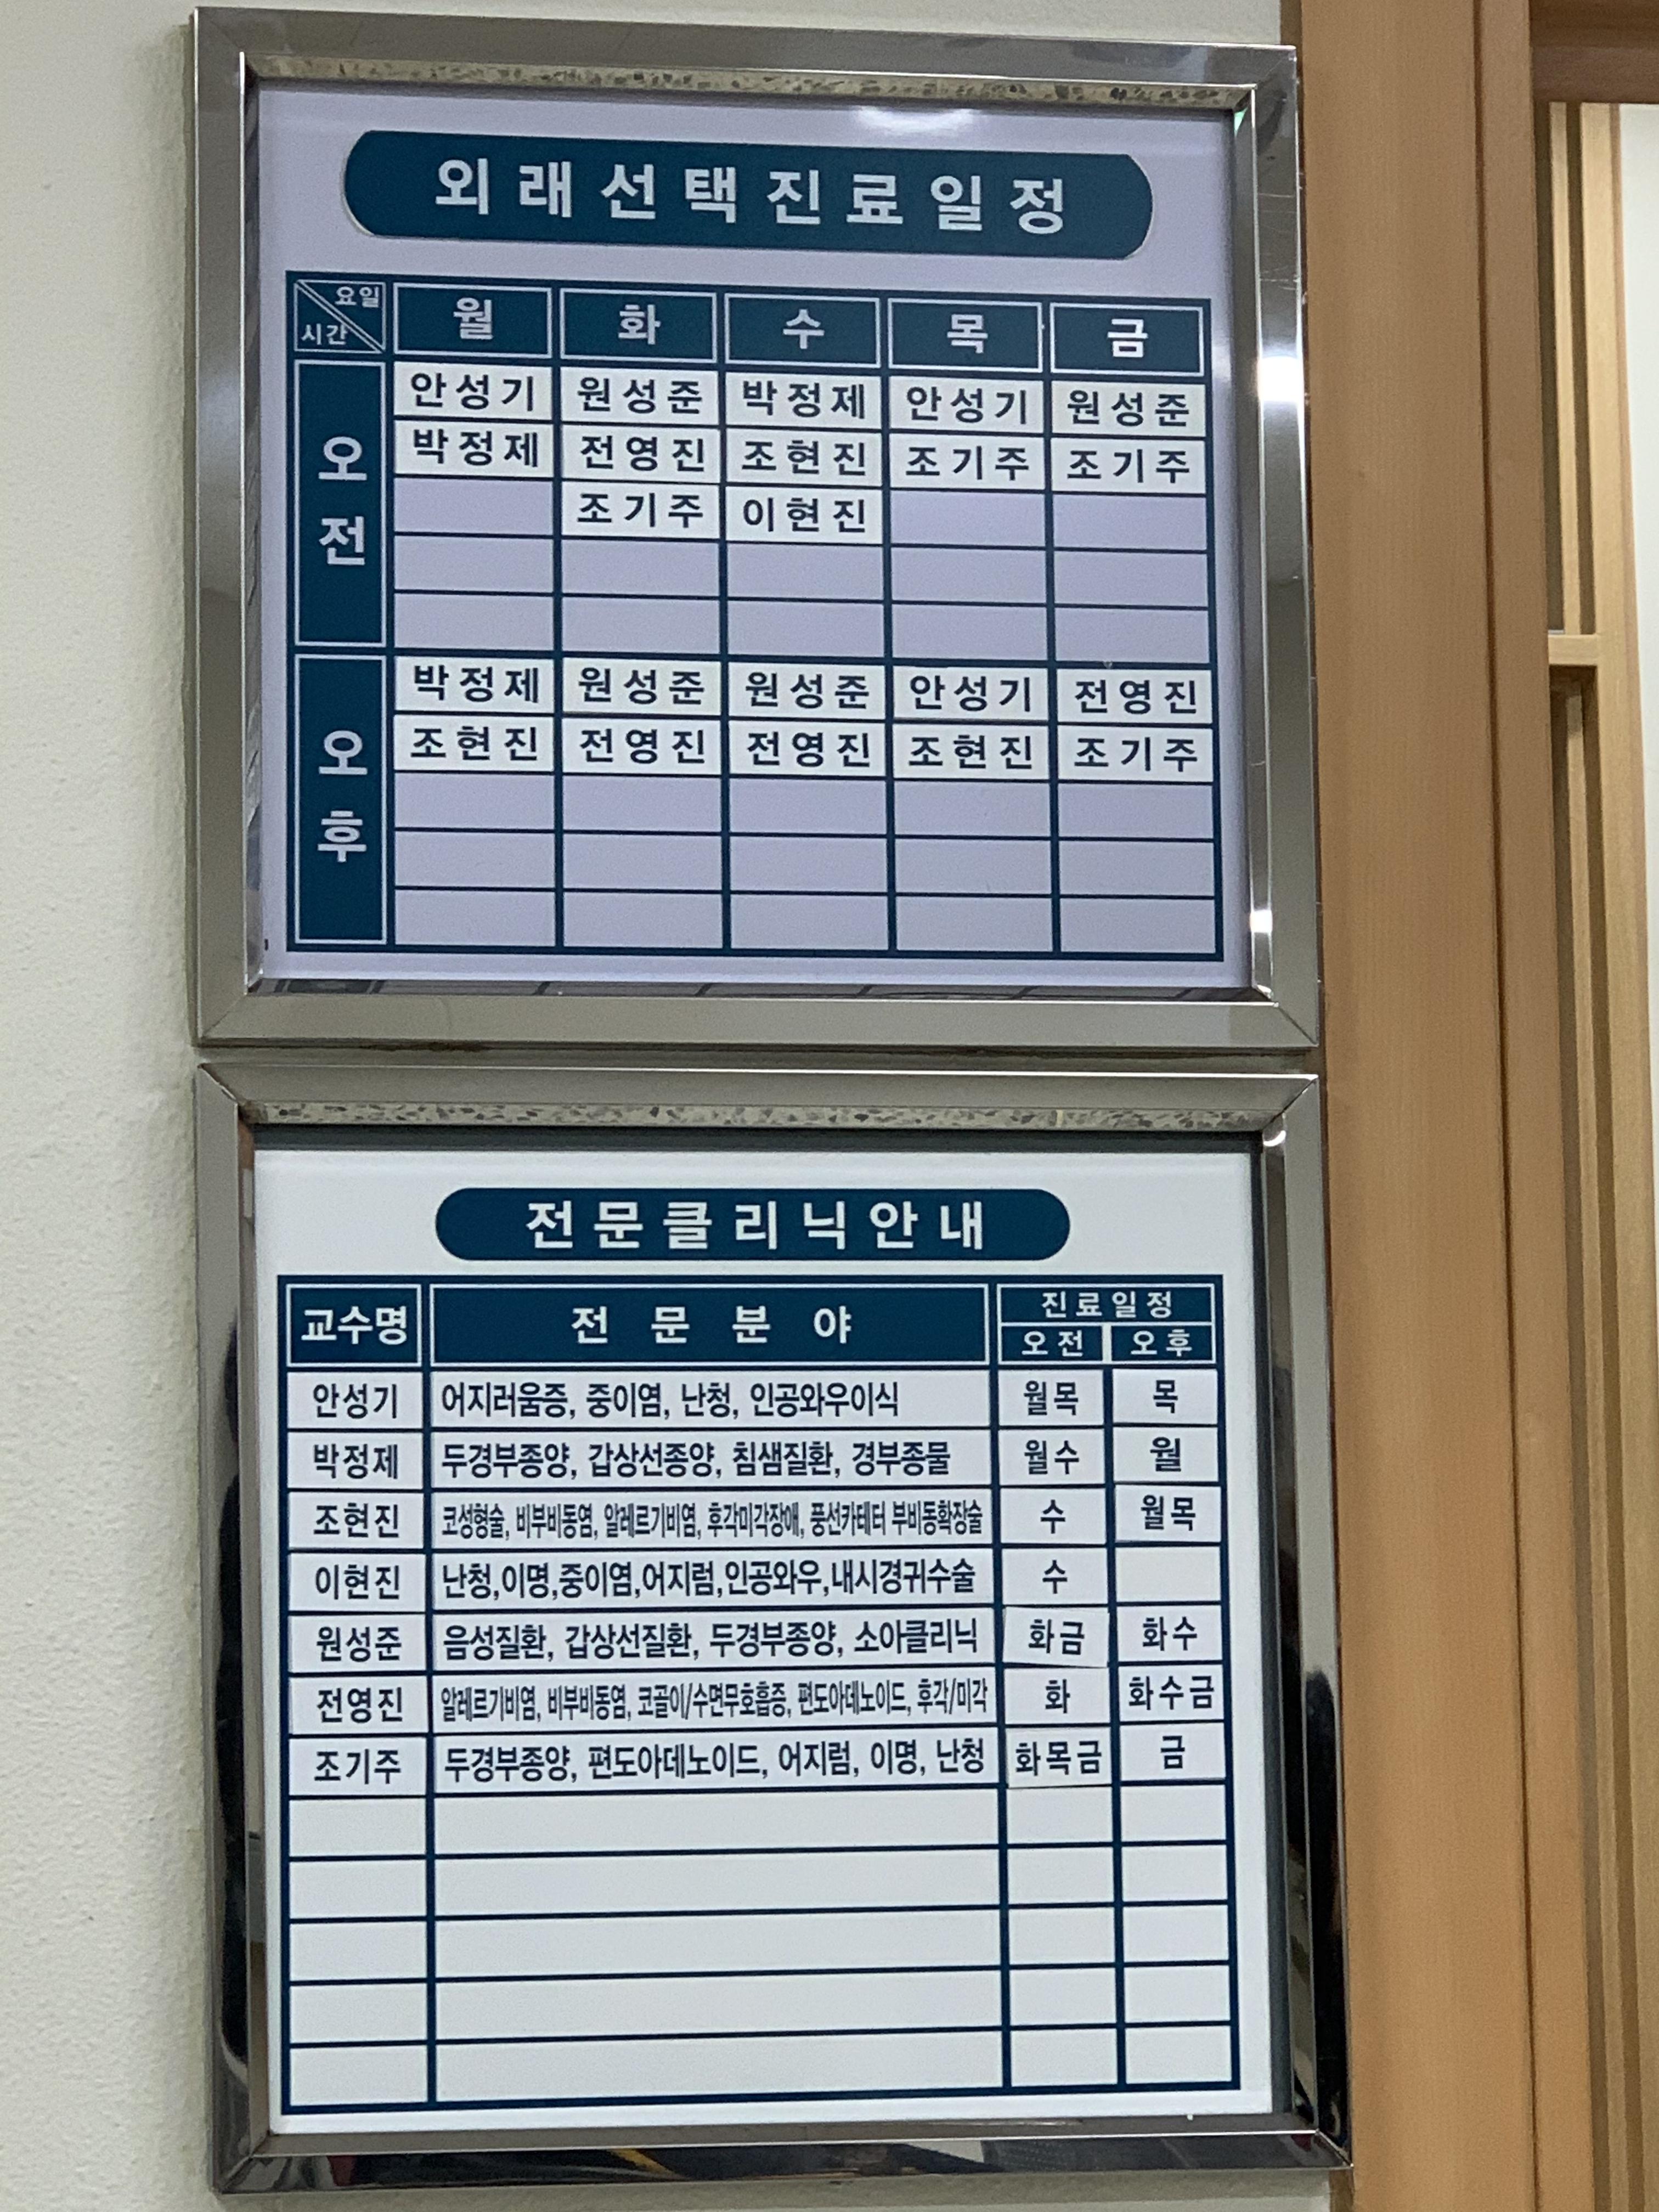 외래선택진료일정
요일
시간
월 화 수 목 금
오전
안성기 원성준 박정제 안성기 원성준
박정제 전영진 조현진 조기주 조기주
조기주 이현진
오후
박정제 원성준 원성준 안성기 전영진
조현진 전영진 전영진 조현진 조기주
전문클리닉안내
교수명 전문분야 진료일정
오전 오후
안성기 어지러움증, 중이염, 난청, 인공와우이식 월목 목
박정제 두경부종양, 갑상선종양, 침샘질환, 경부종물 월수 월
조현진 코성형술, 비부비동염, 알레르기비염, 후각미각장애, 풍선카테터 부비동확장술 수 월목
이현진 난청,이명,중이염,어지럼,인공와우,내시경귀수술 수
원성준 음성질환, 갑상선질환, 두경부종양, 소아클리닉 화금 화수
전영진 알레르기비염, 비부비동염, 코골이/수면무호흡증, 편도아데노이드, 후각/미각 화 화수금
조기주 두경부종양, 편도아데노이드, 어지럼, 이명, 난청 화목금 금